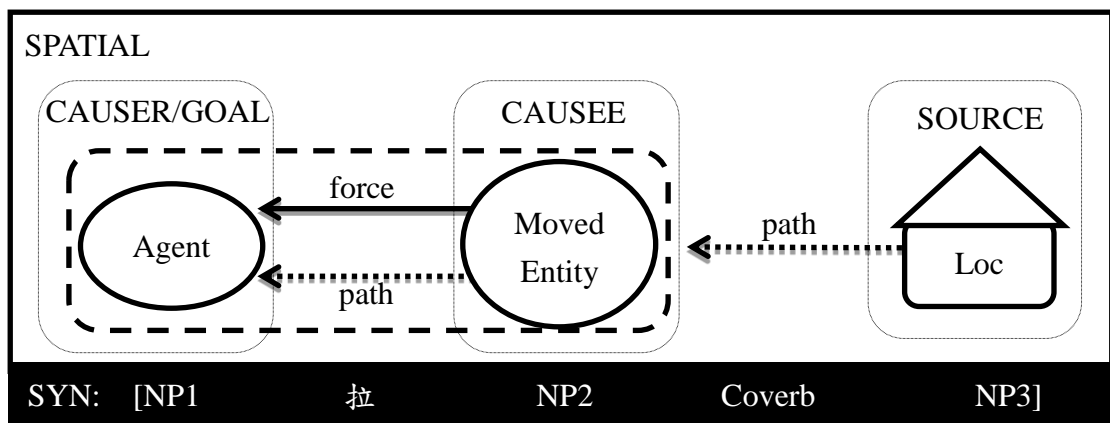 SPATIAL
CAUSER/GOAL CAUSEE SOURCE
force
Agent Moved Entity path Loc
path
SYN: [NP1 拉 NP2 Coverb NP3]